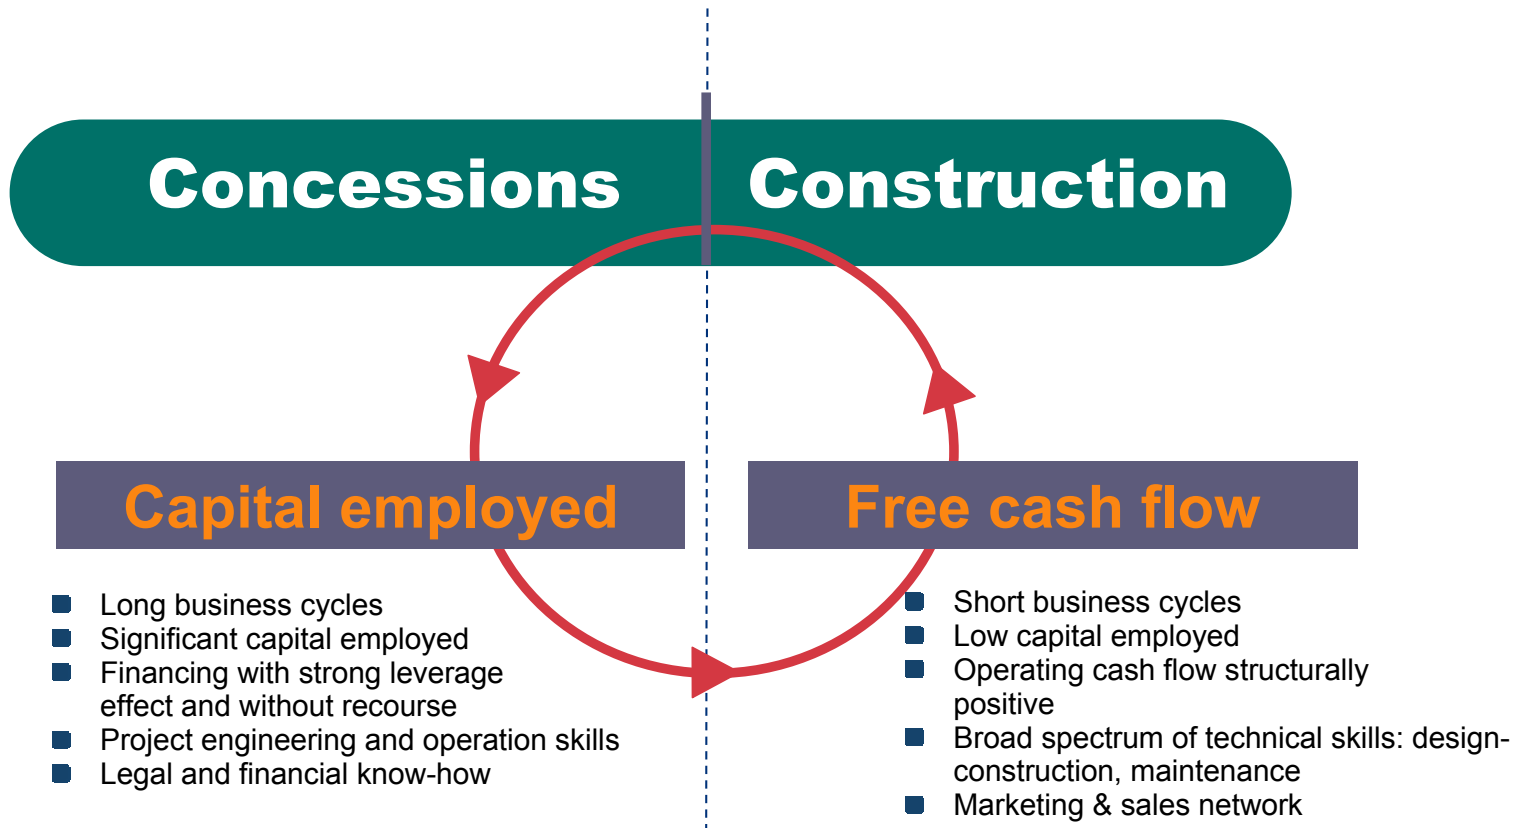 Concessions
Construction
Capital employed
Long business cycles
Significant capital employed
Financing with strong leverage
effect and without recourse
Project engineering and operation skills
Legal and financial know-how
Free cash flow
Short business cycles
Low capital employed
Operating cash flow structurally
positive
Broad spectrum of technical skills: design-
construction, maintenance
Marketing & sales network